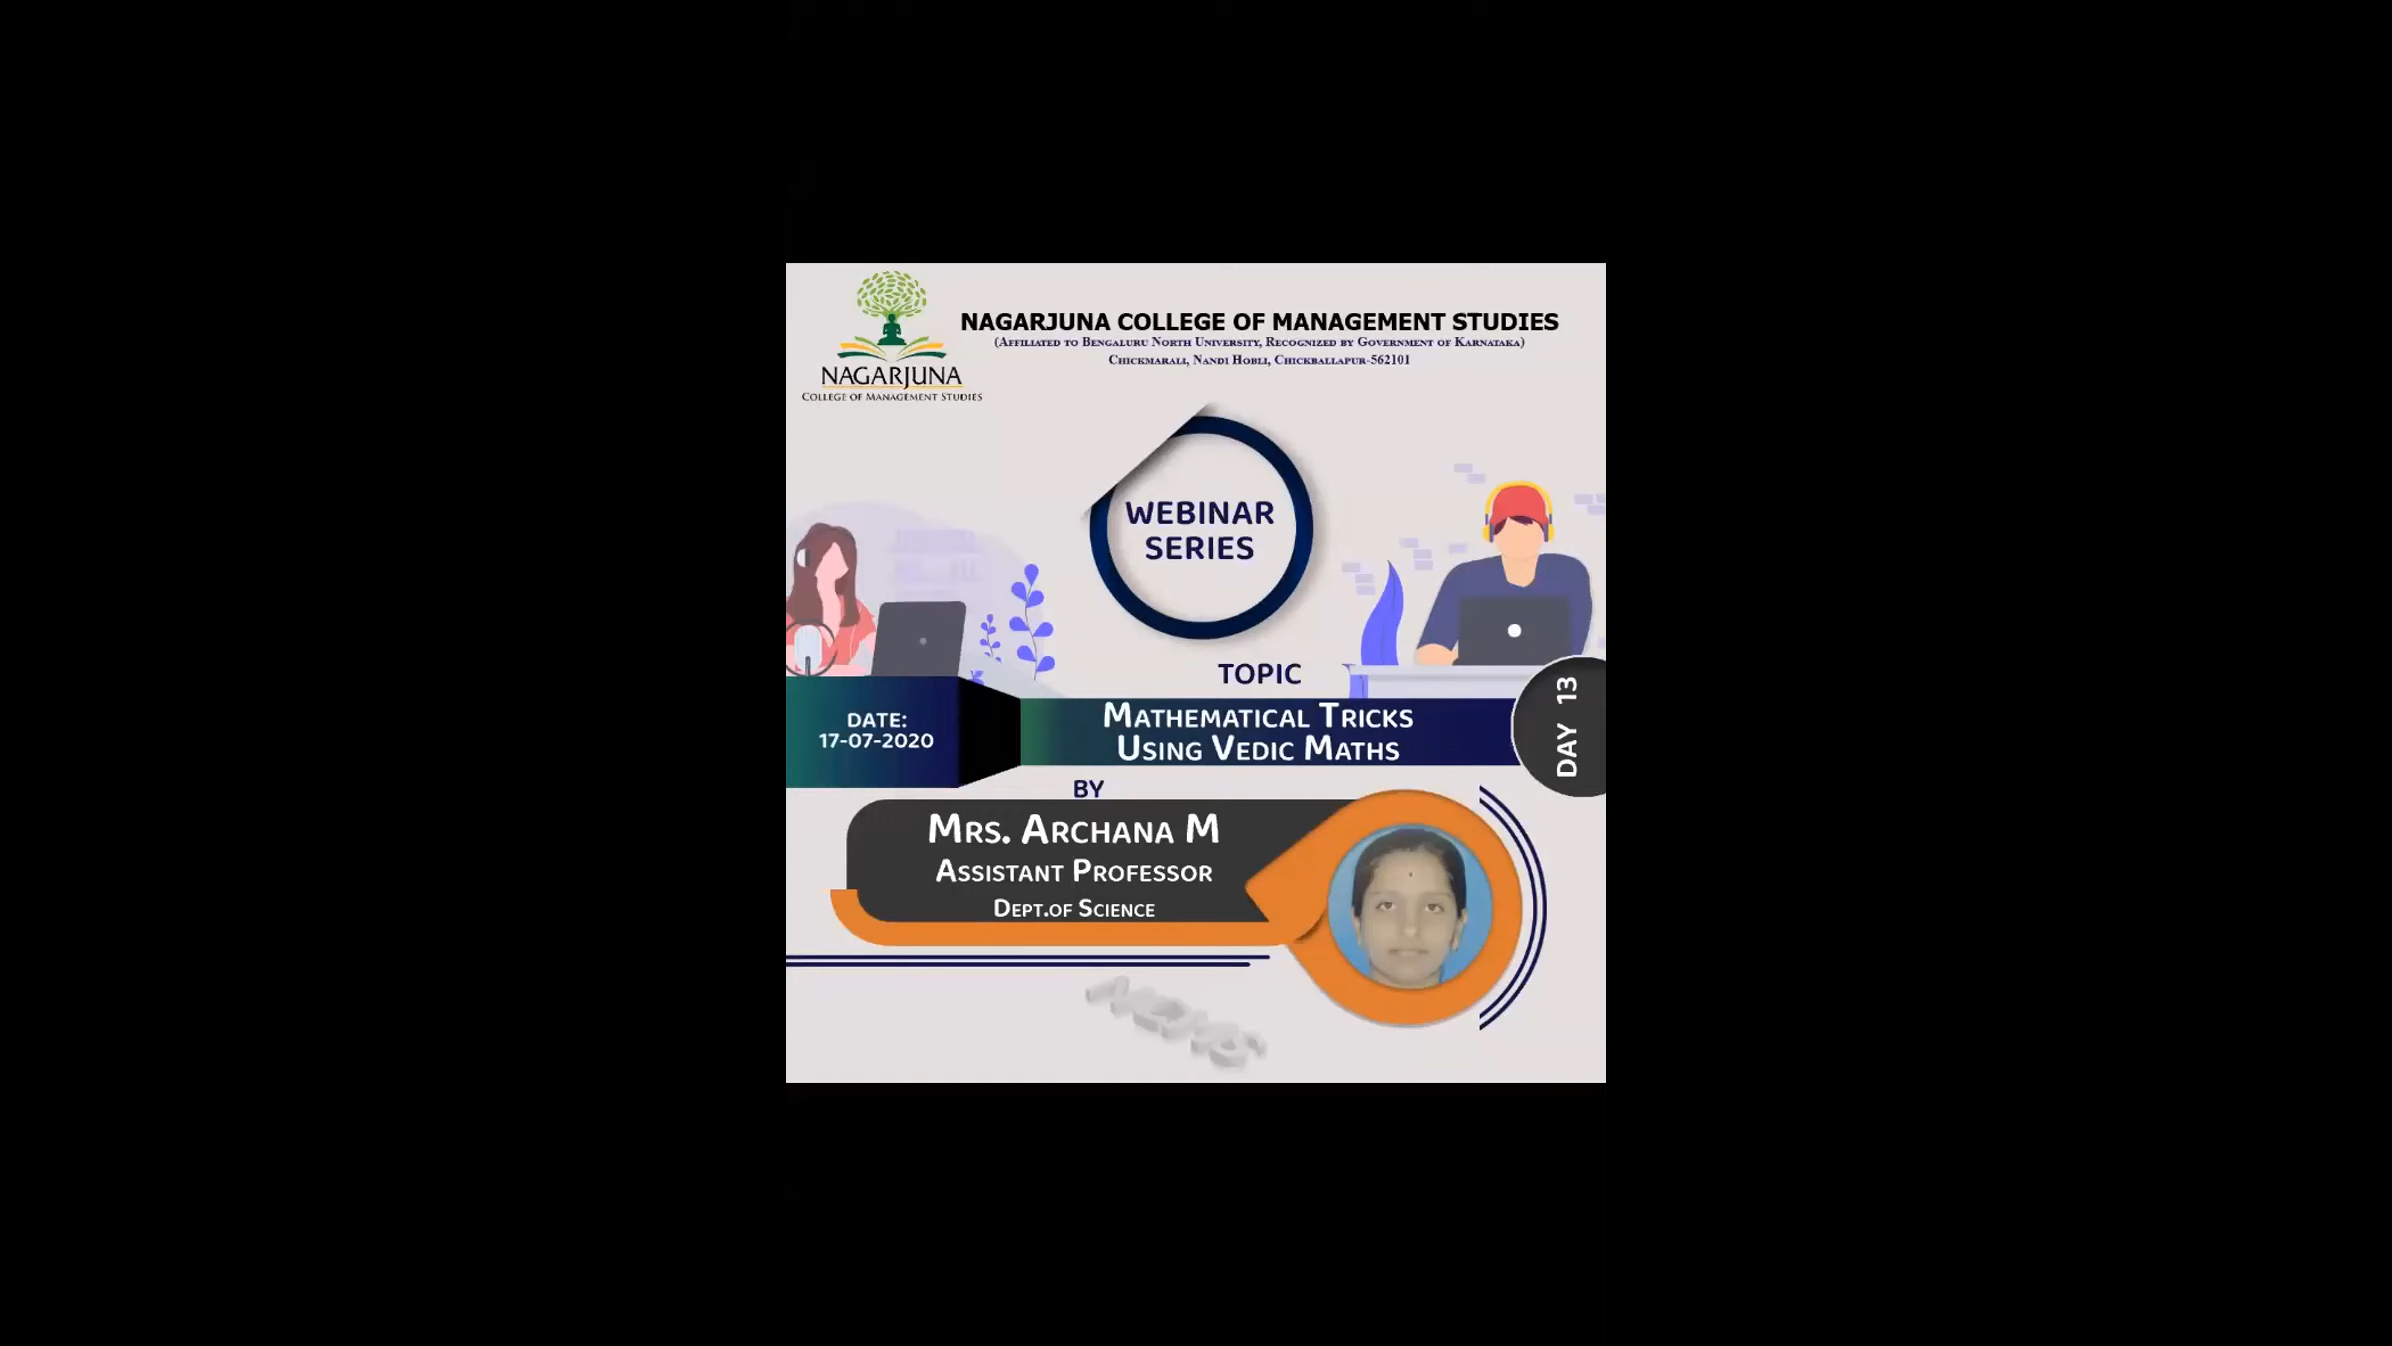 NAGARJUNA
COLLEGE OF MANAGEMENT STUDIES
NAGARJUNA COLLEGE OF MANAGEMENT STUDIES
(AFFILIATED TO BENGALURU NORTH UNIVERSITY, RECOGNIZED BY GOVERNMENT OF KARNATAKA)
CHICKMARALI, NANDI HOBLI, CHICKBALLAPUR-562101
WEBINAR
SERIES
TOPIC
DATE:
17-07-2020
MATHEMATICAL TRICKS
USING VEDIC MATHS
DAY 13
BY
MRS. ARCHANA M
ASSISTANT PROFESSOR
DEPT.OF SCIENCE